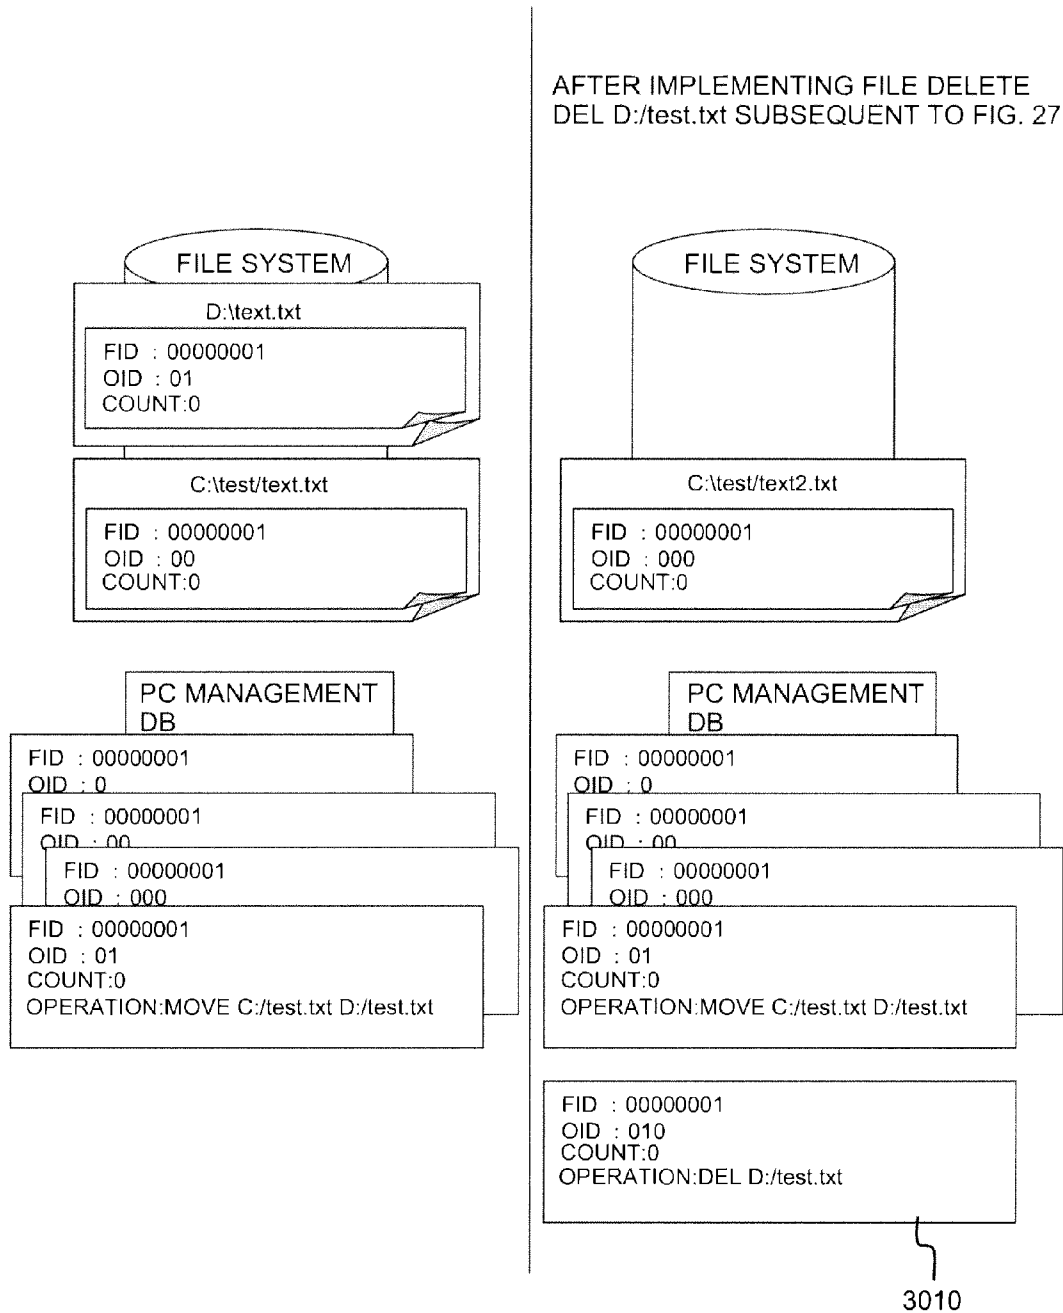 AFTER IMPLEMENTING FILE DELETE
DEL D:/test.txt SUBSEQUENT TO FIG. 27
FILE SYSTEM
D:\text.txt
FID : 00000001
OID : 01
COUNT:0
C:\test/text.txt
FID : 00000001
OID : 00
COUNT:0
PC MANAGEMENT
DB
FID : 00000001
OID : 0
FID : 00000001
OID : 00
FID : 00000001
OID : 000
FID : 00000001
OID : 01
COUNT:0
OPERATION:MOVE C:/test.txt D:/test.txt
FILE SYSTEM
C:\test/text2.txt
FID : 00000001
OID : 000
COUNT:0
PC MANAGEMENT
DB
FID : 00000001
OID : 0
FID : 00000001
OID : 00
FID : 00000001
OID : 000
FID : 00000001
OID : 01
COUNT:0
OPERATION:MOVE C:/test.txt D:/test.txt
FID : 00000001
OID : 010
COUNT:0
OPERATION:DEL D:/test.txt
3010